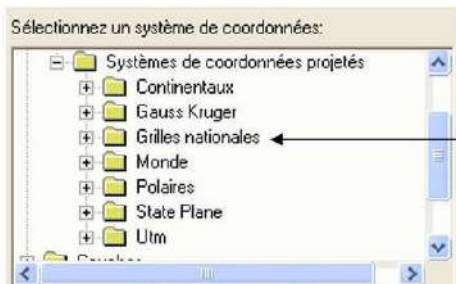 Sélectionnez un système de coordonnées:
Systèmes de coordonnées projetés
Continentaux
Gauss Kruger
Grilles nationales
Monde
Polaires
State Plane
Utm